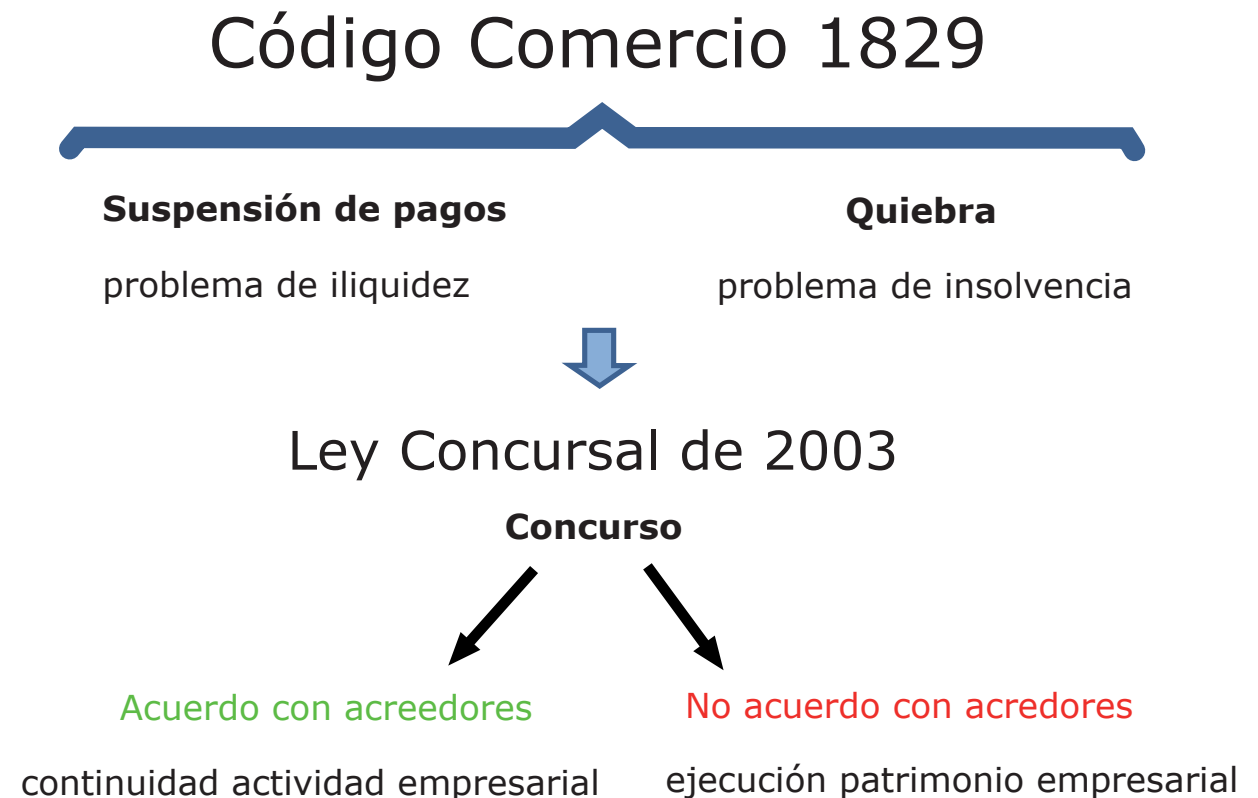 Código Comercio 1829
Suspensión de pagos
Quiebra
problema de iliquidez
problema de insolvencia
Ley Concursal de 2003
Concurso
Acuerdo con acreedores
No acuerdo con acredores
continuidad actividad empresarial
ejecución patrimonio empresarial